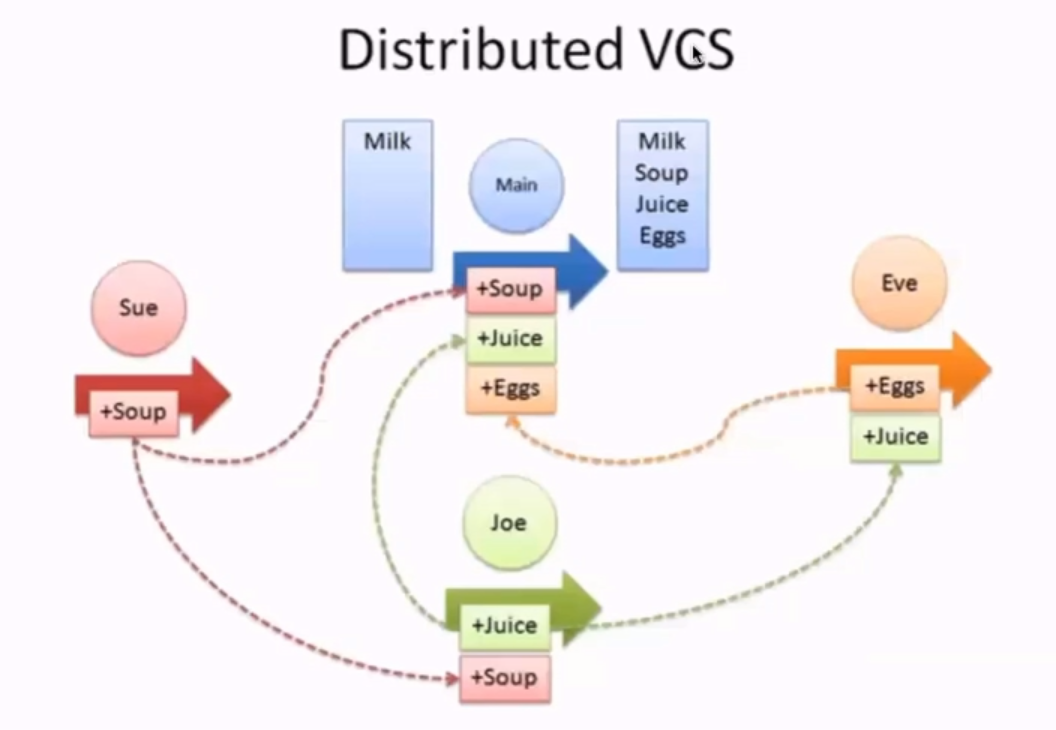 Distributed VCS
Milk
Main
Milk
Soup
Juice
Eggs
Sue
+Soup
+Soup
+Juice
+Eggs
Eve
+Eggs
+Juice
Joe
+Juice
+Soup